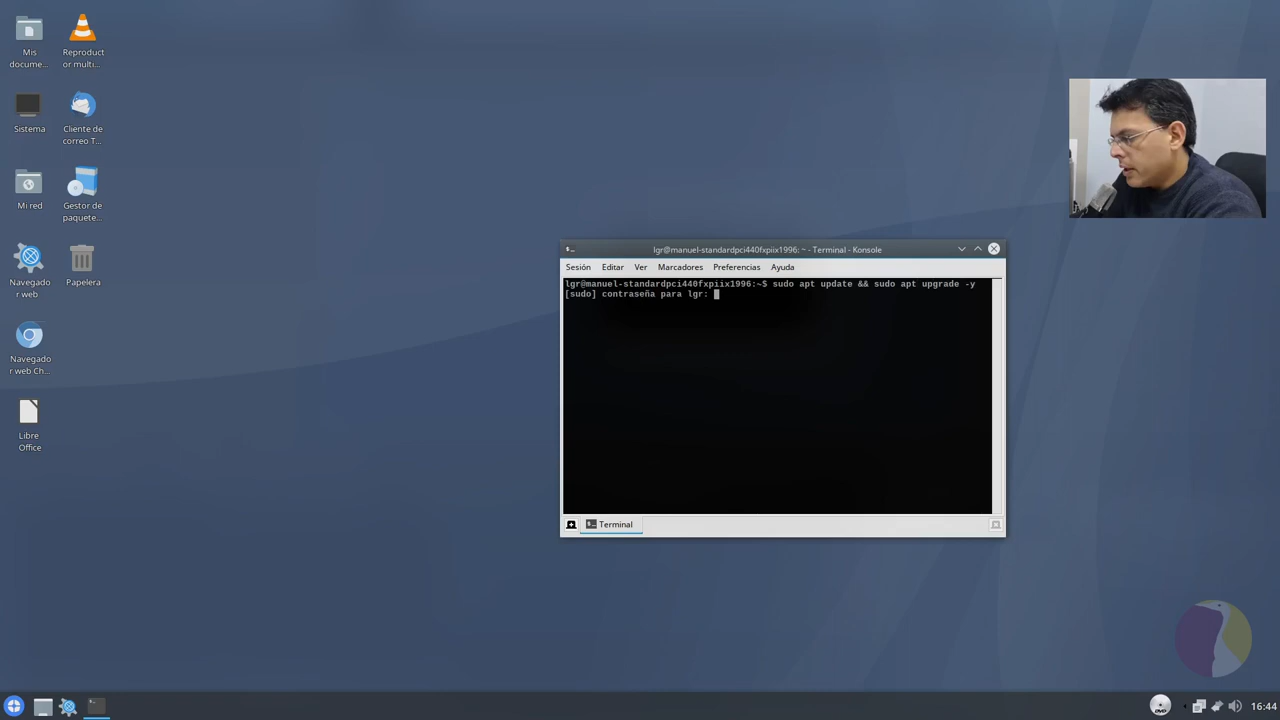 Mis
docume...
Reproduct
or multi...
Sistema
Cliente de
correo T...
Mi red
Gestor de
paquete...
Navegado
r web
Papelera
Navegado
r web Ch...
Libre
Office
lgr@manuel-standardpci440fxpiix1996: ~ - Terminal - Konsole
Sesión Editar Ver Marcadores Preferencias Ayuda
lgr@manuel-standardpci440fxpiix1996:~$ sudo apt update && sudo apt upgrade -y
[sudo] contraseña para lgr:
Terminal
16:44